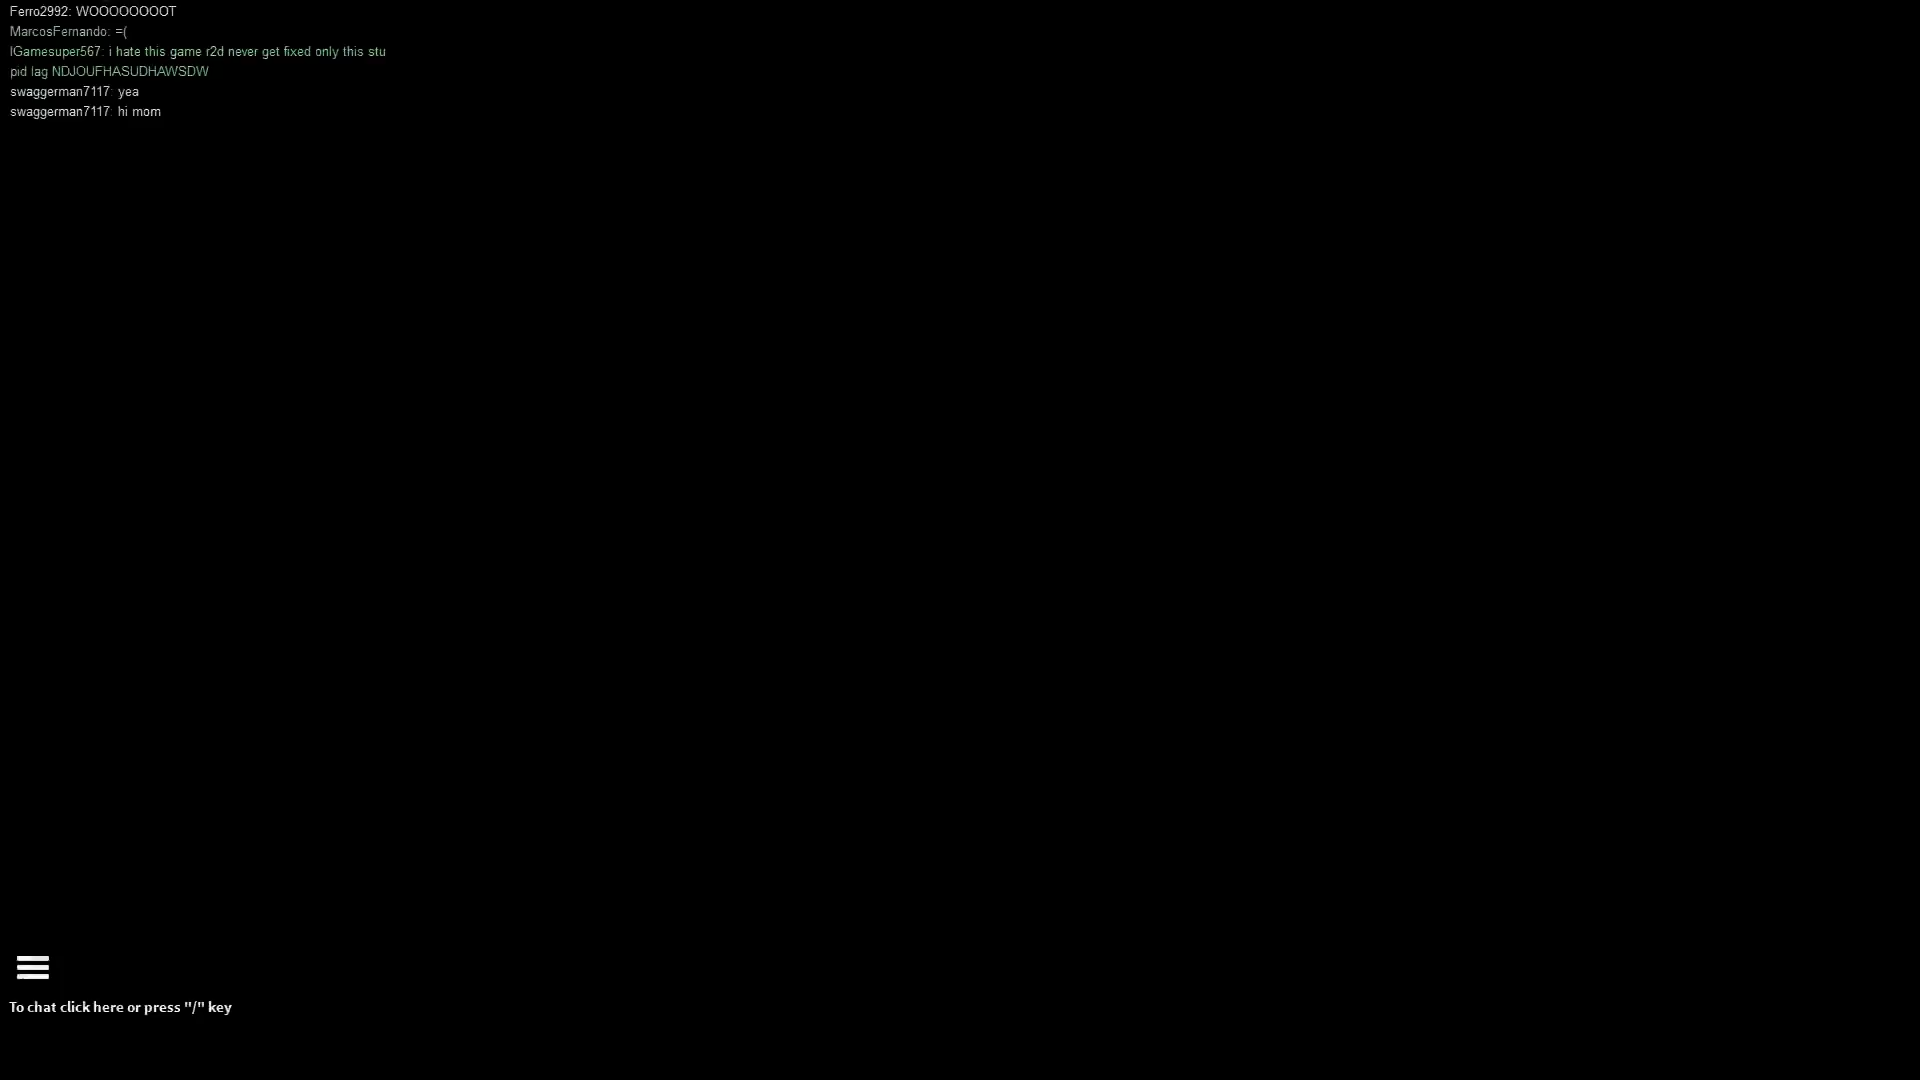 Ferro2992: WOOOOOOOOT
MarcosFernando: =(
IGamesuper567: i hate this game r2d never get fixed only this stu
pid lag NDJOUFHASUDHAWSDW
swaggerman7117: yea
swaggerman7117: hi mom
To chat click here or press "/" key